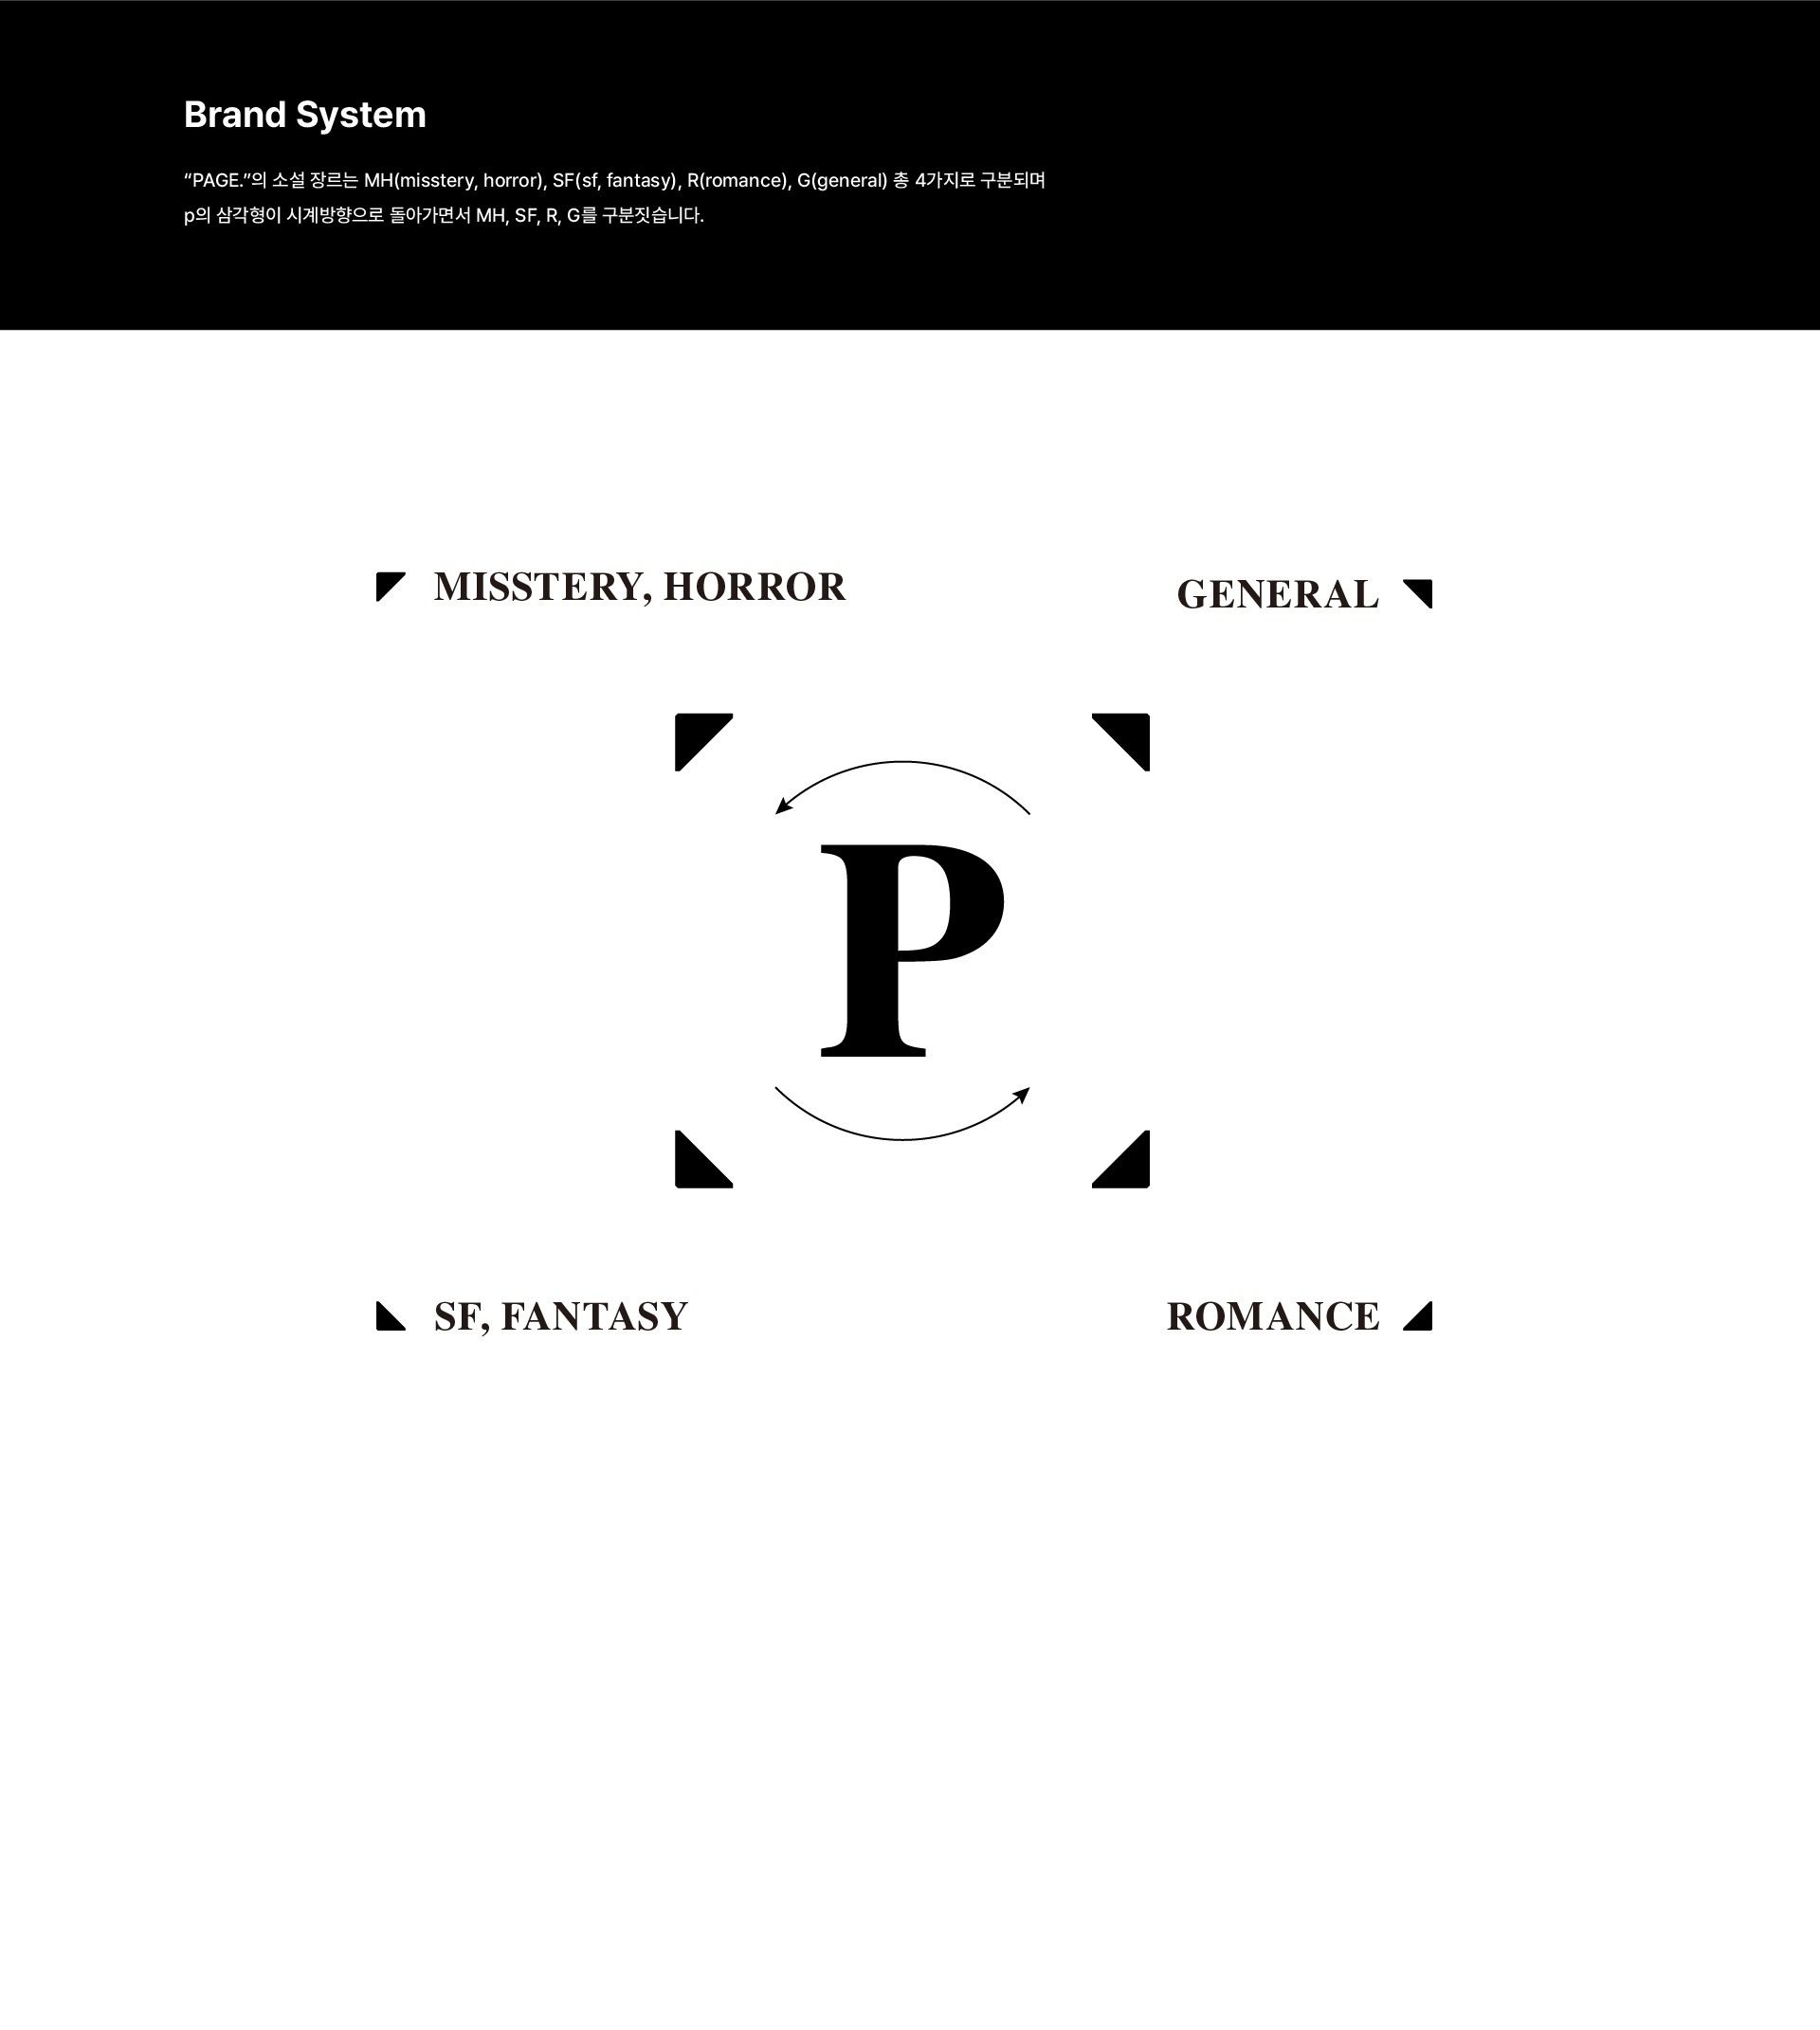 Brand System
“PAGE.”의 소설 장르는 MH(misstery, horror), SF(sf, fantasy), R(romance), G(general) 총 4가지로 구분되며
p의 삼각형이 시계방향으로 돌아가면서 MH, SF, R, G를 구분짓습니다.
MISSTERY, HORROR
GENERAL
P
SF, FANTASY
ROMANCE